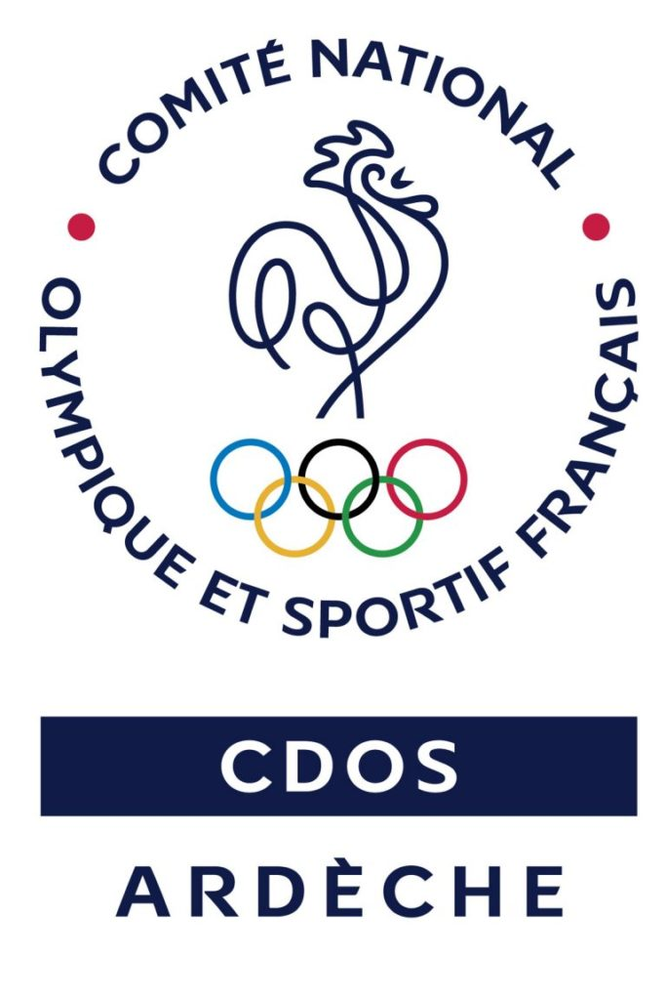 COMITÉ NATIONAL
OLYMPIQUE ET SPORTIF FRANÇAIS
CDOS
ARDÈCHE